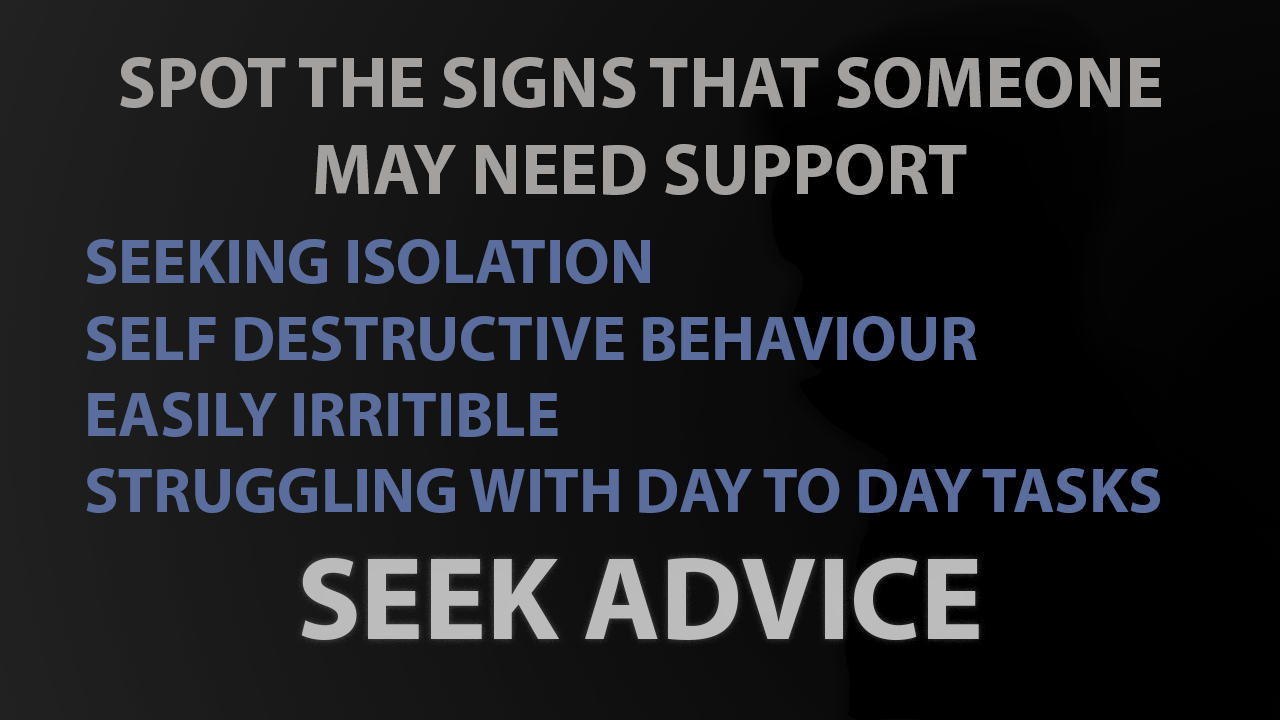 SPOT THE SIGNS THAT SOMEONE
MAY NEED SUPPORT
SEEKING ISOLATION
SELF DESTRUCTIVE BEHAVIOUR
EASILY IRRITIBLE
STRUGGLING WITH DAY TO DAY TASKS
SEEK ADVICE